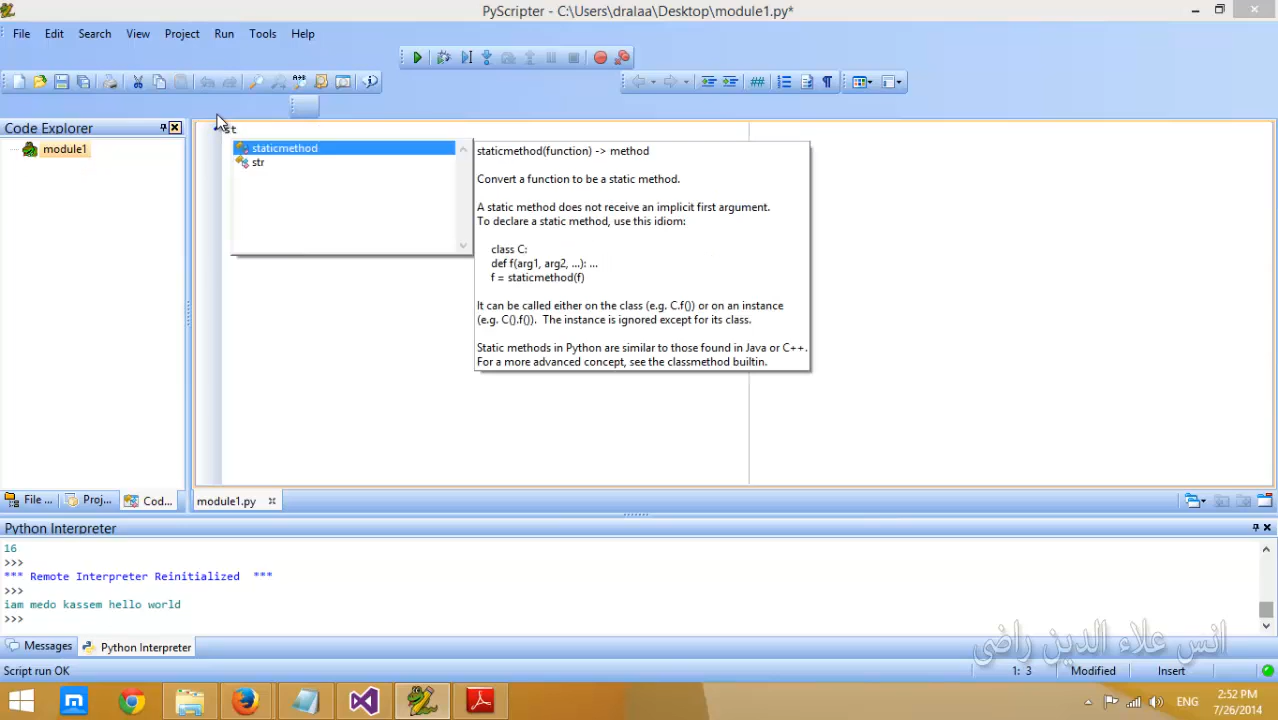 PyScripter - C:\Users\dralaa\Desktop\module1.py*
File Edit Search View Project Run Tools Help
Code Explorer
module1
st
staticmethod
str
staticmethod(function) -> method
Convert a function to be a static method.
A static method does not receive an implicit first argument.
To declare a static method, use this idiom:
class C:
def f(arg1, arg2, ...): ...
f = staticmethod(f)
It can be called either on the class (e.g. C.f()) or on an instance
(e.g. C().f()). The instance is ignored except for its class.
Static methods in Python are similar to those found in Java or C++.
For a more advanced concept, see the classmethod builtin.
File ... Proj... Cod... module1.py
Python Interpreter
16
>>>
*** Remote Interpreter Reinitialized ***
>>>
iam medo kassem hello world
>>>
انس علاء الدين راضى
Messages Python Interpreter
Script run OK 1: 3 Modified Insert
ENG 2:52 PM
7/26/2014